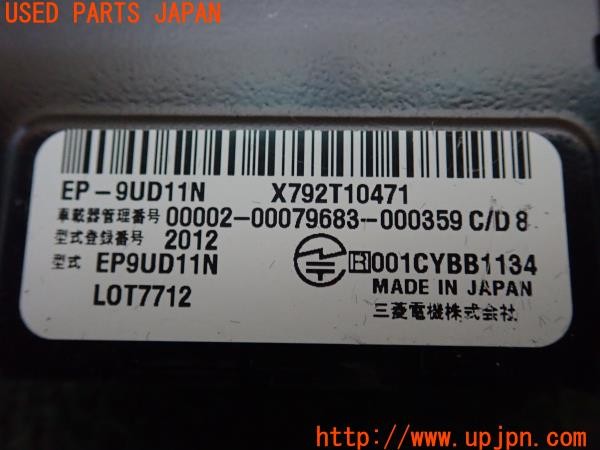 USED PARTS JAPAN
EP-9UD11N X792T10471
車載器管理番号 00002-00079683-000359 C/D 8
型式登録番号 2012
型式 EP9UD11N
R 001CYBB1134
LOT7712
MADE IN JAPAN
三菱電機株式会社
https://www.upjpn.com/